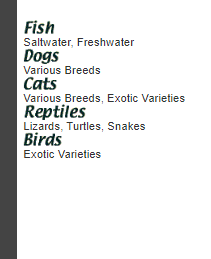 Fish
Saltwater, Freshwater
Dogs
Various Breeds
Cats
Various Breeds, Exotic Varieties
Reptiles
Lizards, Turtles, Snakes
Birds
Exotic Varieties